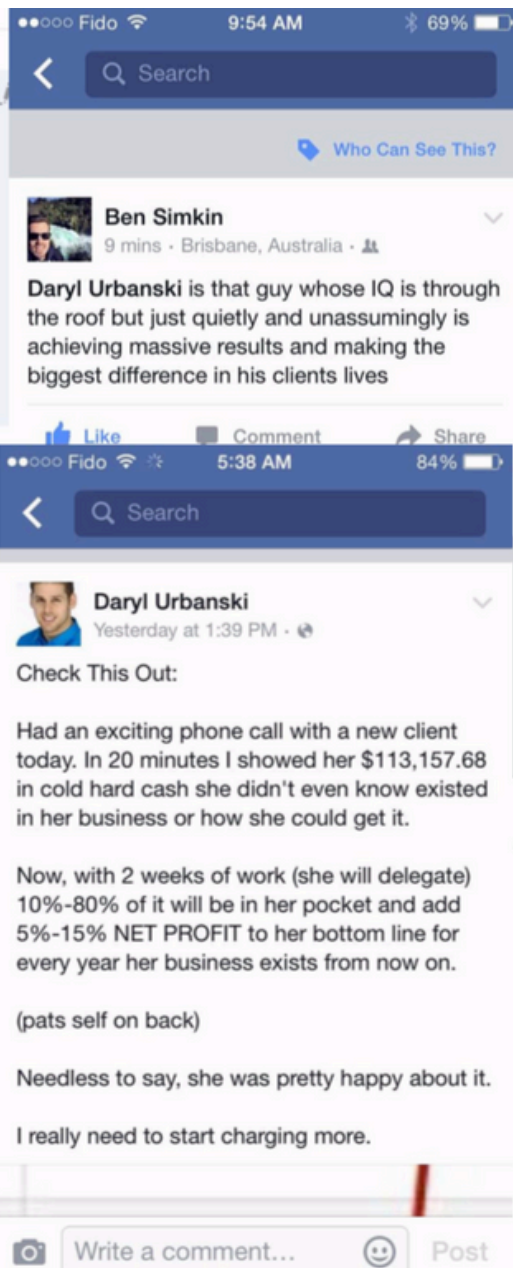 Fido 9:54 AM 69%
Search
Who Can See This?
Ben Simkin
9 mins · Brisbane, Australia ·
Daryl Urbanski is that guy whose IQ is through
the roof but just quietly and unassumingly is
achieving massive results and making the
biggest difference in his clients lives
Like Comment Share
Fido 5:38 AM 84%
Search
Daryl Urbanski
Yesterday at 1:39 PM ·
Check This Out:
Had an exciting phone call with a new client
today. In 20 minutes I showed her $113,157.68
in cold hard cash she didn't even know existed
in her business or how she could get it.
Now, with 2 weeks of work (she will delegate)
10%-80% of it will be in her pocket and add
5%-15% NET PROFIT to her bottom line for
every year her business exists from now on.
(pats self on back)
Needless to say, she was pretty happy about it.
I really need to start charging more.
Write a comment... Post